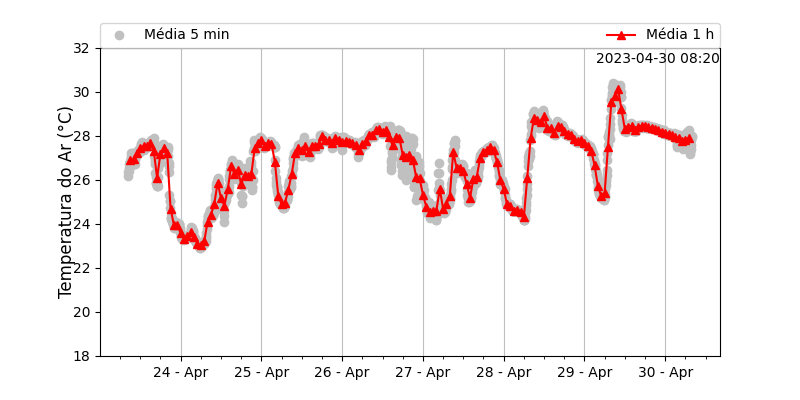 Média 5 min
Média 1 h
2023-04-30 08:20
Temperatura do Ar (°C)
32
30
28
26
24
22
20
18
24 - Apr
25 - Apr
26 - Apr
27 - Apr
28 - Apr
29 - Apr
30 - Apr